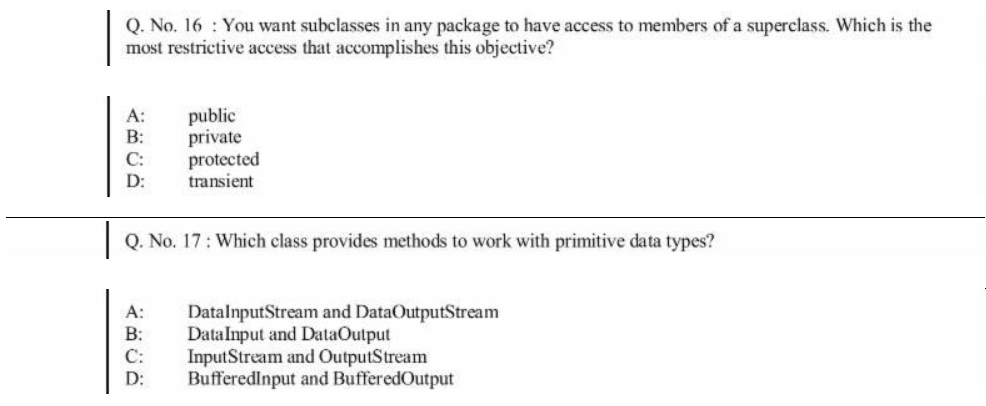 Q. No. 16 : You want subclasses in any package to have access to members of a superclass. Which is the
most restrictive access that accomplishes this objective?
A: public
B: private
C: protected
D: transient
Q. No. 17 : Which class provides methods to work with primitive data types?
A: DataInputStream and DataOutputStream
B: DataInput and DataOutput
C: InputStream and OutputStream
D: BufferedInput and BufferedOutput